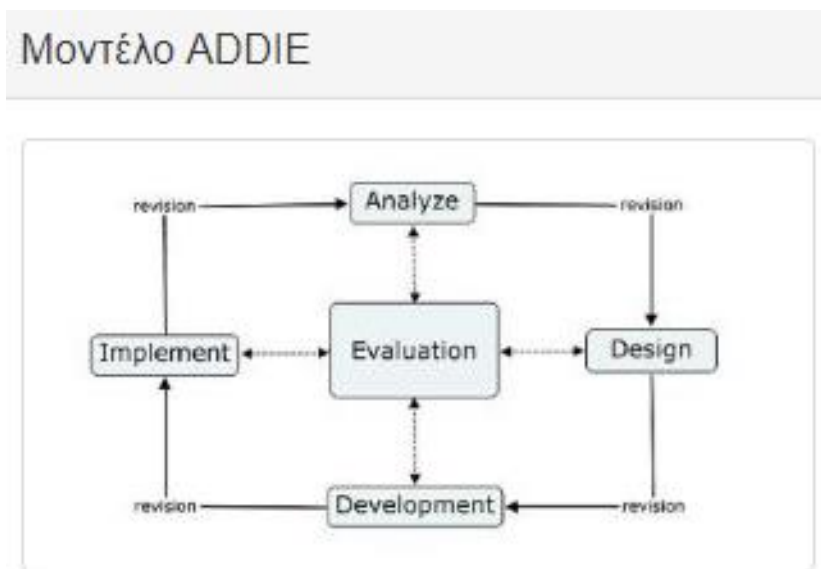 Μοντέλο ADDIE
revision
Analyze
revision
Implement
Evaluation
Design
revision
Development
revision